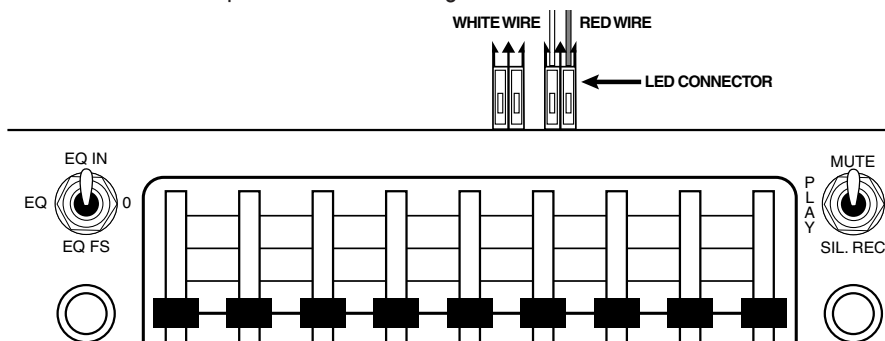 WHITE WIRE RED WIRE
LED CONNECTOR
EQ IN
EQ 0
EQ FS
MUTE
PLAY
SIL. REC